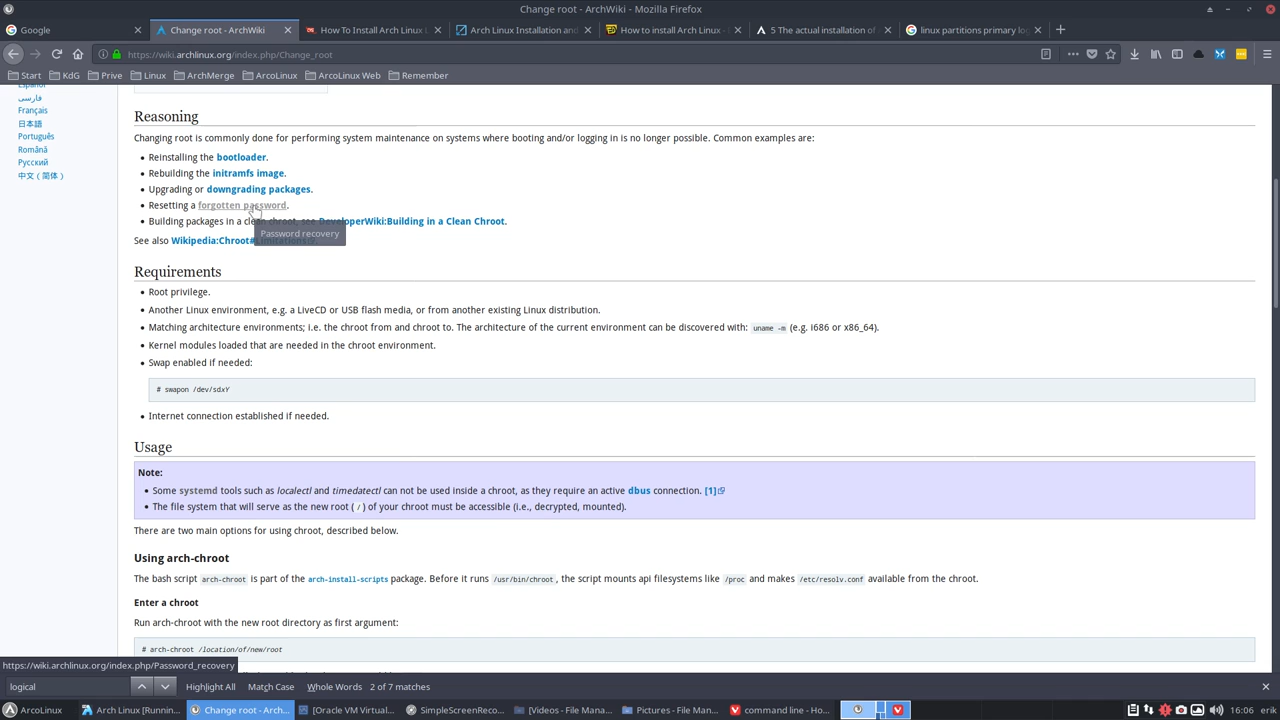 Change root - ArchWiki - Mozilla Firefox
Google
Change root - ArchWiki
How To Install Arch Linux L
Arch Linux Installation and
How to install Arch Linux -
5 The actual installation of
linux partitions primary log
https://wiki.archlinux.org/index.php/Change_root
Start KdG Prive Linux ArchMerge ArcoLinux ArcoLinux Web Remember
Español
فارسی
Français
日本語
Português
Română
Русский
中文（简体）
Reasoning
Changing root is commonly done for performing system maintenance on systems where booting and/or logging in is no longer possible. Common examples are:
Reinstalling the bootloader.
Rebuilding the initramfs image.
Upgrading or downgrading packages.
Resetting a forgotten password.
Building packages in a clean chroot, see DeveloperWiki:Building in a Clean Chroot.
Password recovery
See also Wikipedia:Chroot#Limitations.
Requirements
Root privilege.
Another Linux environment, e.g. a LiveCD or USB flash media, or from another existing Linux distribution.
Matching architecture environments; i.e. the chroot from and chroot to. The architecture of the current environment can be discovered with: uname -m (e.g. i686 or x86_64).
Kernel modules loaded that are needed in the chroot environment.
Swap enabled if needed:
# swapon /dev/sdxY
Internet connection established if needed.
Usage
Note:
Some systemd tools such as localectl and timedatectl can not be used inside a chroot, as they require an active dbus connection. [1]
The file system that will serve as the new root (/) of your chroot must be accessible (i.e., decrypted, mounted).
There are two main options for using chroot, described below.
Using arch-chroot
The bash script arch-chroot is part of the arch-install-scripts package. Before it runs /usr/bin/chroot, the script mounts api filesystems like /proc and makes /etc/resolv.conf available from the chroot.
Enter a chroot
Run arch-chroot with the new root directory as first argument:
# arch-chroot /location/of/new/root
https://wiki.archlinux.org/index.php/Password_recovery
logical Highlight All Match Case Whole Words 2 of 7 matches
ArcoLinux Arch Linux [Runnin... Change root - Arch... [Oracle VM Virtual... SimpleScreenReco... [Videos - File Mana... Pictures - File Man... command line - Ho... 16:06 erik